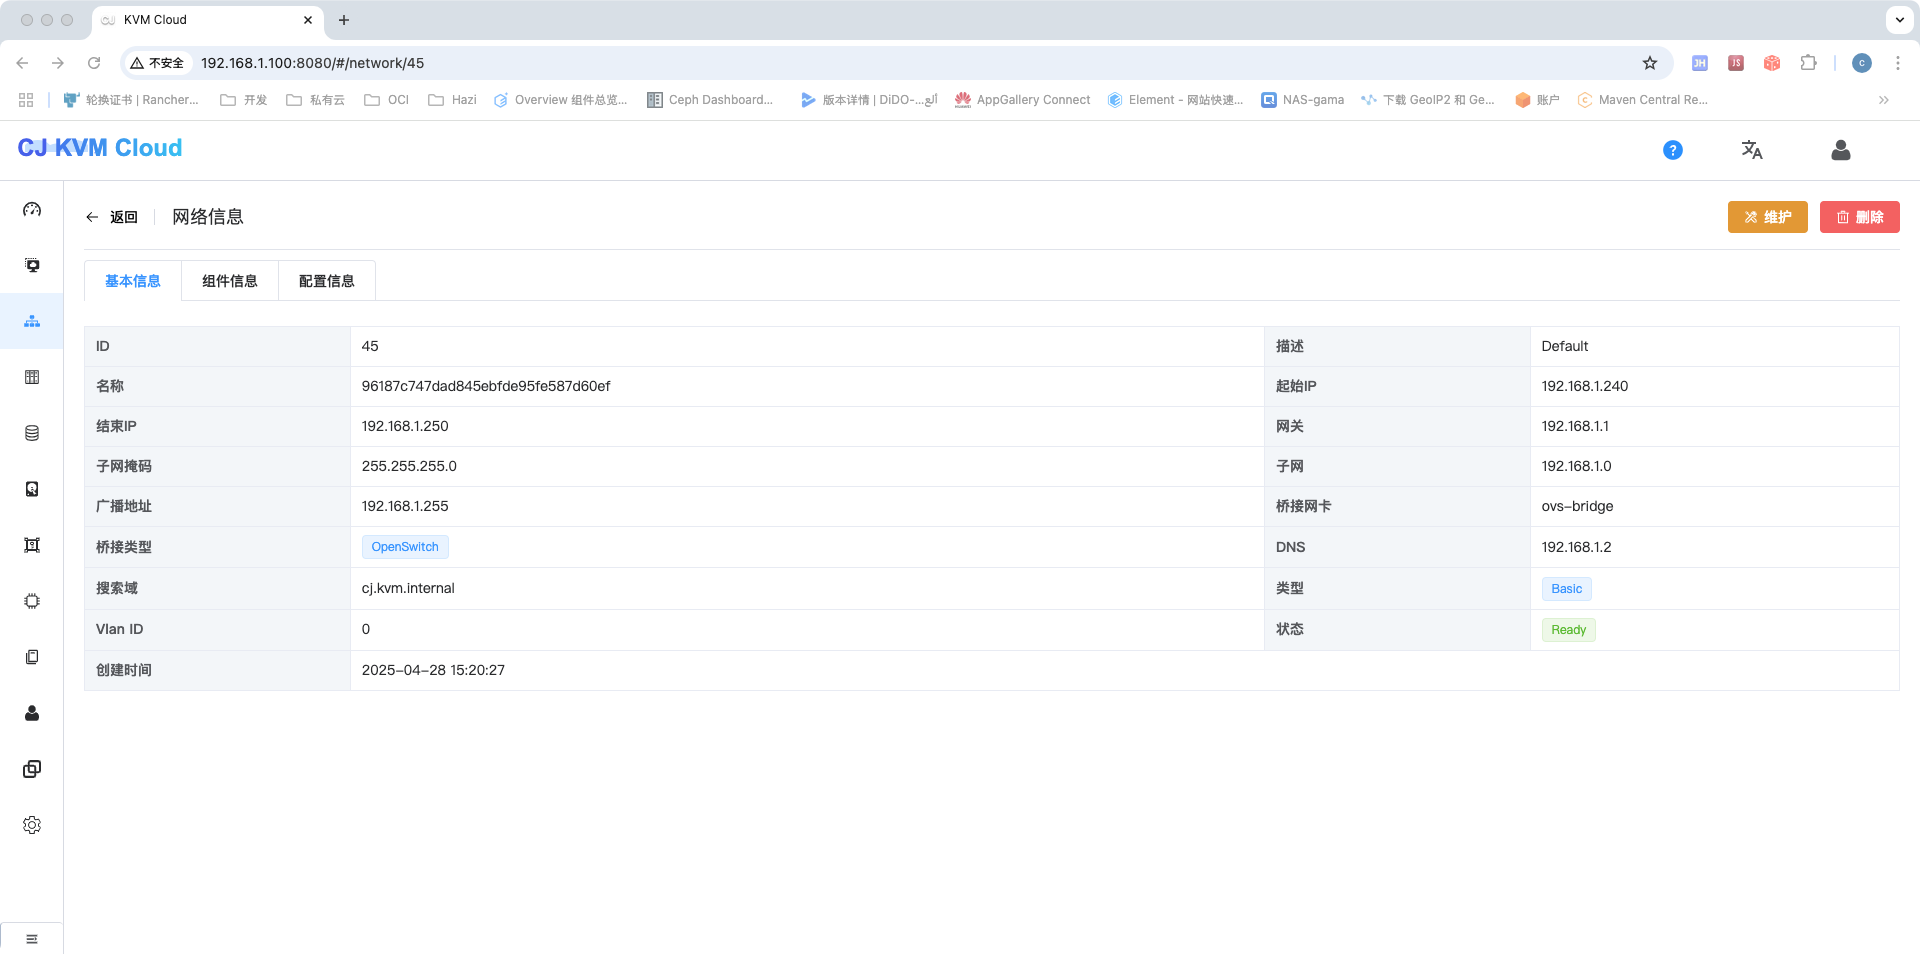 KVM Cloud
不安全
192.168.1.100:8080/#/network/45
JH
JS
C
轮换证书 | Rancher...
开发
私有云
OCI
Hazi
Overview 组件总览...
Ceph Dashboard...
AppGallery Connect
Element - 网站快速...
NAS-gama
下载 GeoIP2 和 Ge...
账户
Maven Central Re...
CJ KVM Cloud
返回
网络信息
维护
删除
基本信息
组件信息
配置信息
ID
45
描述
Default
名称
96187c747dad845ebfde95fe587d60ef
起始IP
192.168.1.240
结束IP
192.168.1.250
网关
192.168.1.1
子网掩码
255.255.255.0
子网
192.168.1.0
广播地址
192.168.1.255
桥接网卡
ovs-bridge
桥接类型
OpenSwitch
DNS
192.168.1.2
搜索域
cj.kvm.internal
类型
Basic
Vlan ID
0
状态
Ready
创建时间
2025-04-28 15:20:27